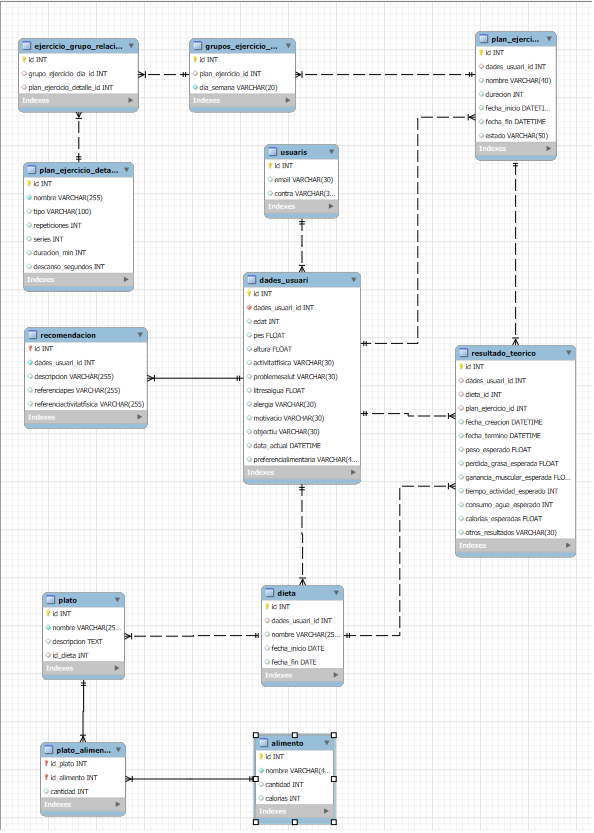 ejercicio_grupo_relaci...
id INT
grupo_ejercicio_dia_id INT
plan_ejercicio_detalle_id INT
Indexes
grupos_ejercicio_...
id INT
plan_ejercicio_id INT
dia_semana VARCHAR(20)
Indexes
plan_ejerci...
id INT
dades_usuari_id INT
nombre VARCHAR(40)
duracion INT
fecha_inicio DATETI...
fecha_fin DATETIME
estado VARCHAR(50)
Indexes
plan_ejercicio_deta...
id INT
nombre VARCHAR(255)
tipo VARCHAR(100)
repeticiones INT
series INT
duracion_min INT
descanso_segundos INT
Indexes
usuaris
id INT
email VARCHAR(30)
contra VARCHAR(3...
Indexes
dades_usuari
id INT
dades_usuari_id INT
edat INT
pes FLOAT
altura FLOAT
activitatfisica VARCHAR(30)
problemesalut VARCHAR(30)
litresaigua FLOAT
alergia VARCHAR(30)
motivacio VARCHAR(30)
objectiu VARCHAR(30)
data_actual DATETIME
preferencialimentaria VARCHAR(4...
Indexes
recomendacion
id INT
dades_usuari_id INT
descripcion VARCHAR(255)
referenciapes VARCHAR(255)
referenciactivitatfisica VARCHAR(255)
Indexes
resultado_teorico
id INT
dades_usuari_id INT
dieta_id INT
plan_ejercicio_id INT
fecha_creacion DATETIME
fecha_termino DATETIME
peso_esperado FLOAT
perdida_grasa_esperada FLOAT
ganancia_muscular_esperada FLO...
tiempo_actividad_esperado INT
consumo_agua_esperado INT
calorias_esperadas FLOAT
otros_resultados VARCHAR(30)
Indexes
plato
id INT
nombre VARCHAR(25...
descripcion TEXT
id_dieta INT
Indexes
dieta
id INT
dades_usuari_id INT
nombre VARCHAR(25...
fecha_inicio DATE
fecha_fin DATE
Indexes
plato_alimen...
id_plato INT
id_alimento INT
cantidad INT
Indexes
alimento
id INT
nombre VARCHAR(4...
cantidad INT
calorias INT
Indexes